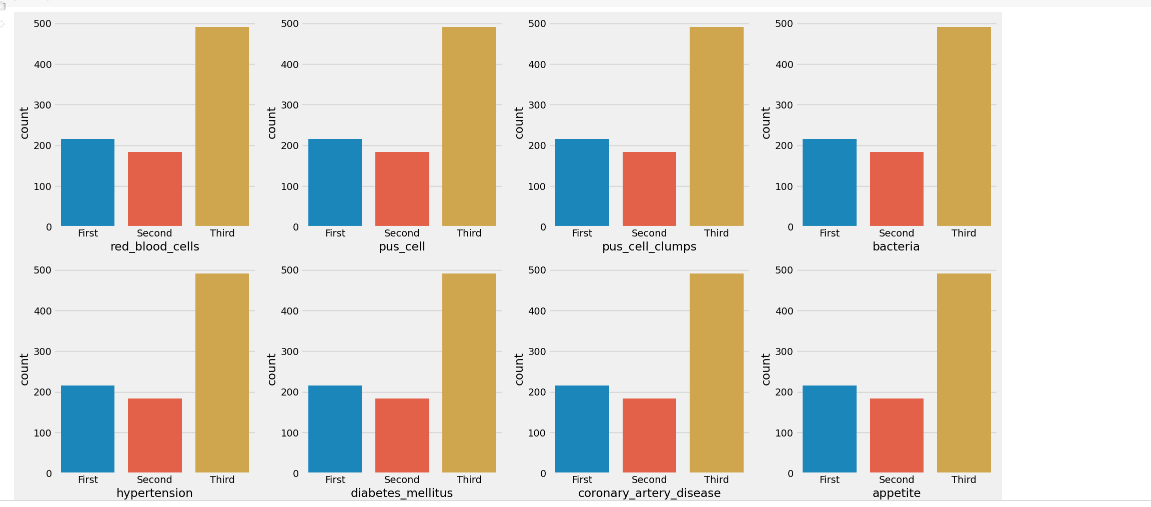 500
400
300
200
100
0
count
First Second Third
red_blood_cells
500
400
300
200
100
0
count
First Second Third
pus_cell
500
400
300
200
100
0
count
First Second Third
pus_cell_clumps
500
400
300
200
100
0
count
First Second Third
bacteria
500
400
300
200
100
0
count
First Second Third
hypertension
500
400
300
200
100
0
count
First Second Third
diabetes_mellitus
500
400
300
200
100
0
count
First Second Third
coronary_artery_disease
500
400
300
200
100
0
count
First Second Third
appetite